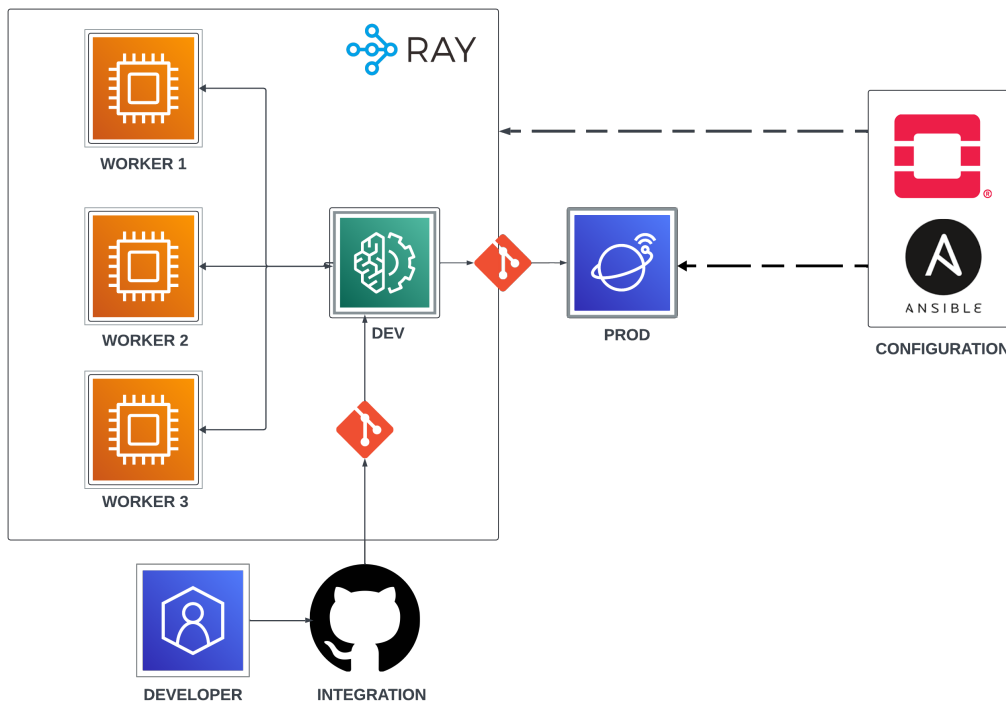 RAY
WORKER 1
WORKER 2
DEV
PROD
®
ANSIBLE
CONFIGURATION
WORKER 3
DEVELOPER
INTEGRATION